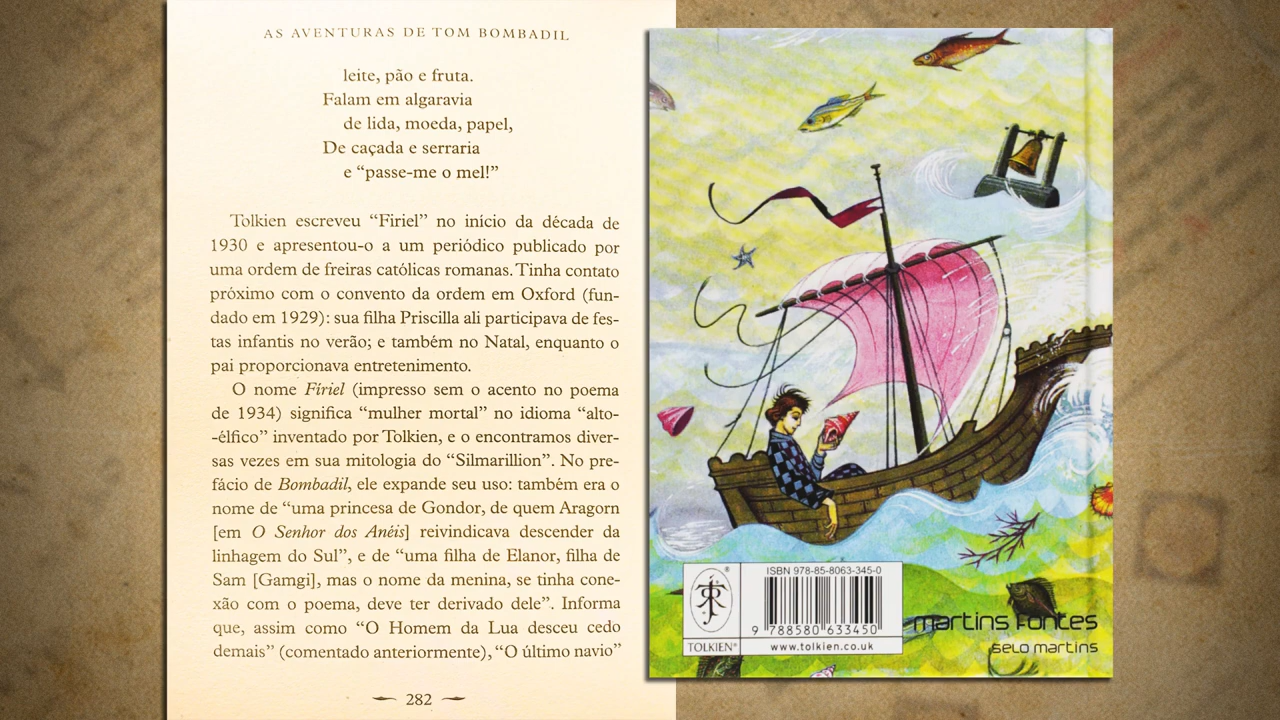 AS AVENTURAS DE TOM BOMBADIL
leite, pão e fruta.
Falam em algaravia
de lida, moeda, papel,
De caçada e serraria
e “passe-me o mel!”
Tolkien escreveu “Firiel” no início da década de
1930 e apresentou-o a um periódico publicado por
uma ordem de freiras católicas romanas. Tinha contato
próximo com o convento da ordem em Oxford (fun-
dado em 1929): sua filha Priscilla ali participava de fes-
tas infantis no verão; e também no Natal, enquanto o
pai proporcionava entretenimento.
O nome Fíriel (impresso sem o acento no poema
de 1934) significa “mulher mortal” no idioma “alto-
-élfico” inventado por Tolkien, e o encontramos diver-
sas vezes em sua mitologia do “Silmarillion”. No pre-
fácio de Bombadil, ele expande seu uso: também era o
nome de “uma princesa de Gondor, de quem Aragorn
[em O Senhor dos Anéis] reivindicava descender da
linhagem do Sul”, e de “uma filha de Elanor, filha de
Sam [Gamgi], mas o nome da menina, se tinha cone-
xão com o poema, deve ter derivado dele”. Informa
que, assim como “O Homem da Lua desceu cedo
demais” (comentado anteriormente), “O último navio”
282
ISBN 978-85-8063-345-0
9 788580 633450
TOLKIEN®
www.tolkien.co.uk
martins fontes
selo martins